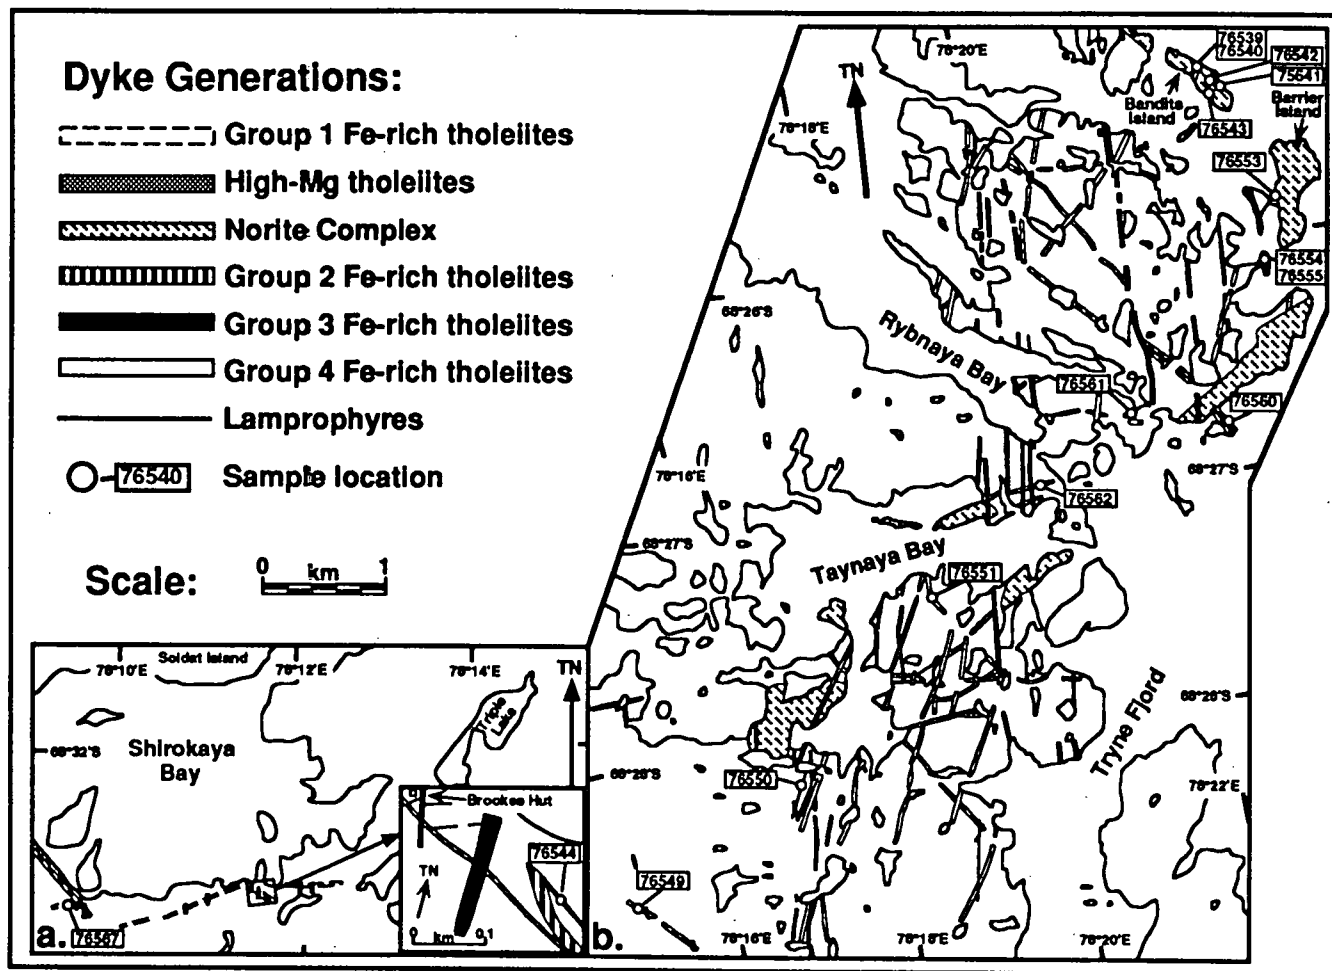 Dyke Generations:
Group 1 Fe-rich tholeiites
High-Mg tholeiites
Norite Complex
Group 2 Fe-rich tholeiites
Group 3 Fe-rich tholeiites
Group 4 Fe-rich tholeiites
Lamprophyres
76540 Sample location
Scale:
0 km 1
78°10'E
Soldat Island
78°12'E
78°14'E
TN
Triple
Lake
68°32'S
Shirokaya
Bay
Brookes Hut
76544
TN
0 km 0.1
76567
a.
b.
78°20'E
76539
76540
76542
75641
TN
Bandits
Island
Barrier
Island
78°18'E
76543
76553
76554
76555
68°26'S
Rybnaya Bay
76561
76560
78°16'E
68°27'S
76562
68°27'S
Taynaya Bay
76551
68°28'S
Tryne Fjord
68°28'S
76550
78°22'E
76549
78°16'E
78°18'E
78°20'E